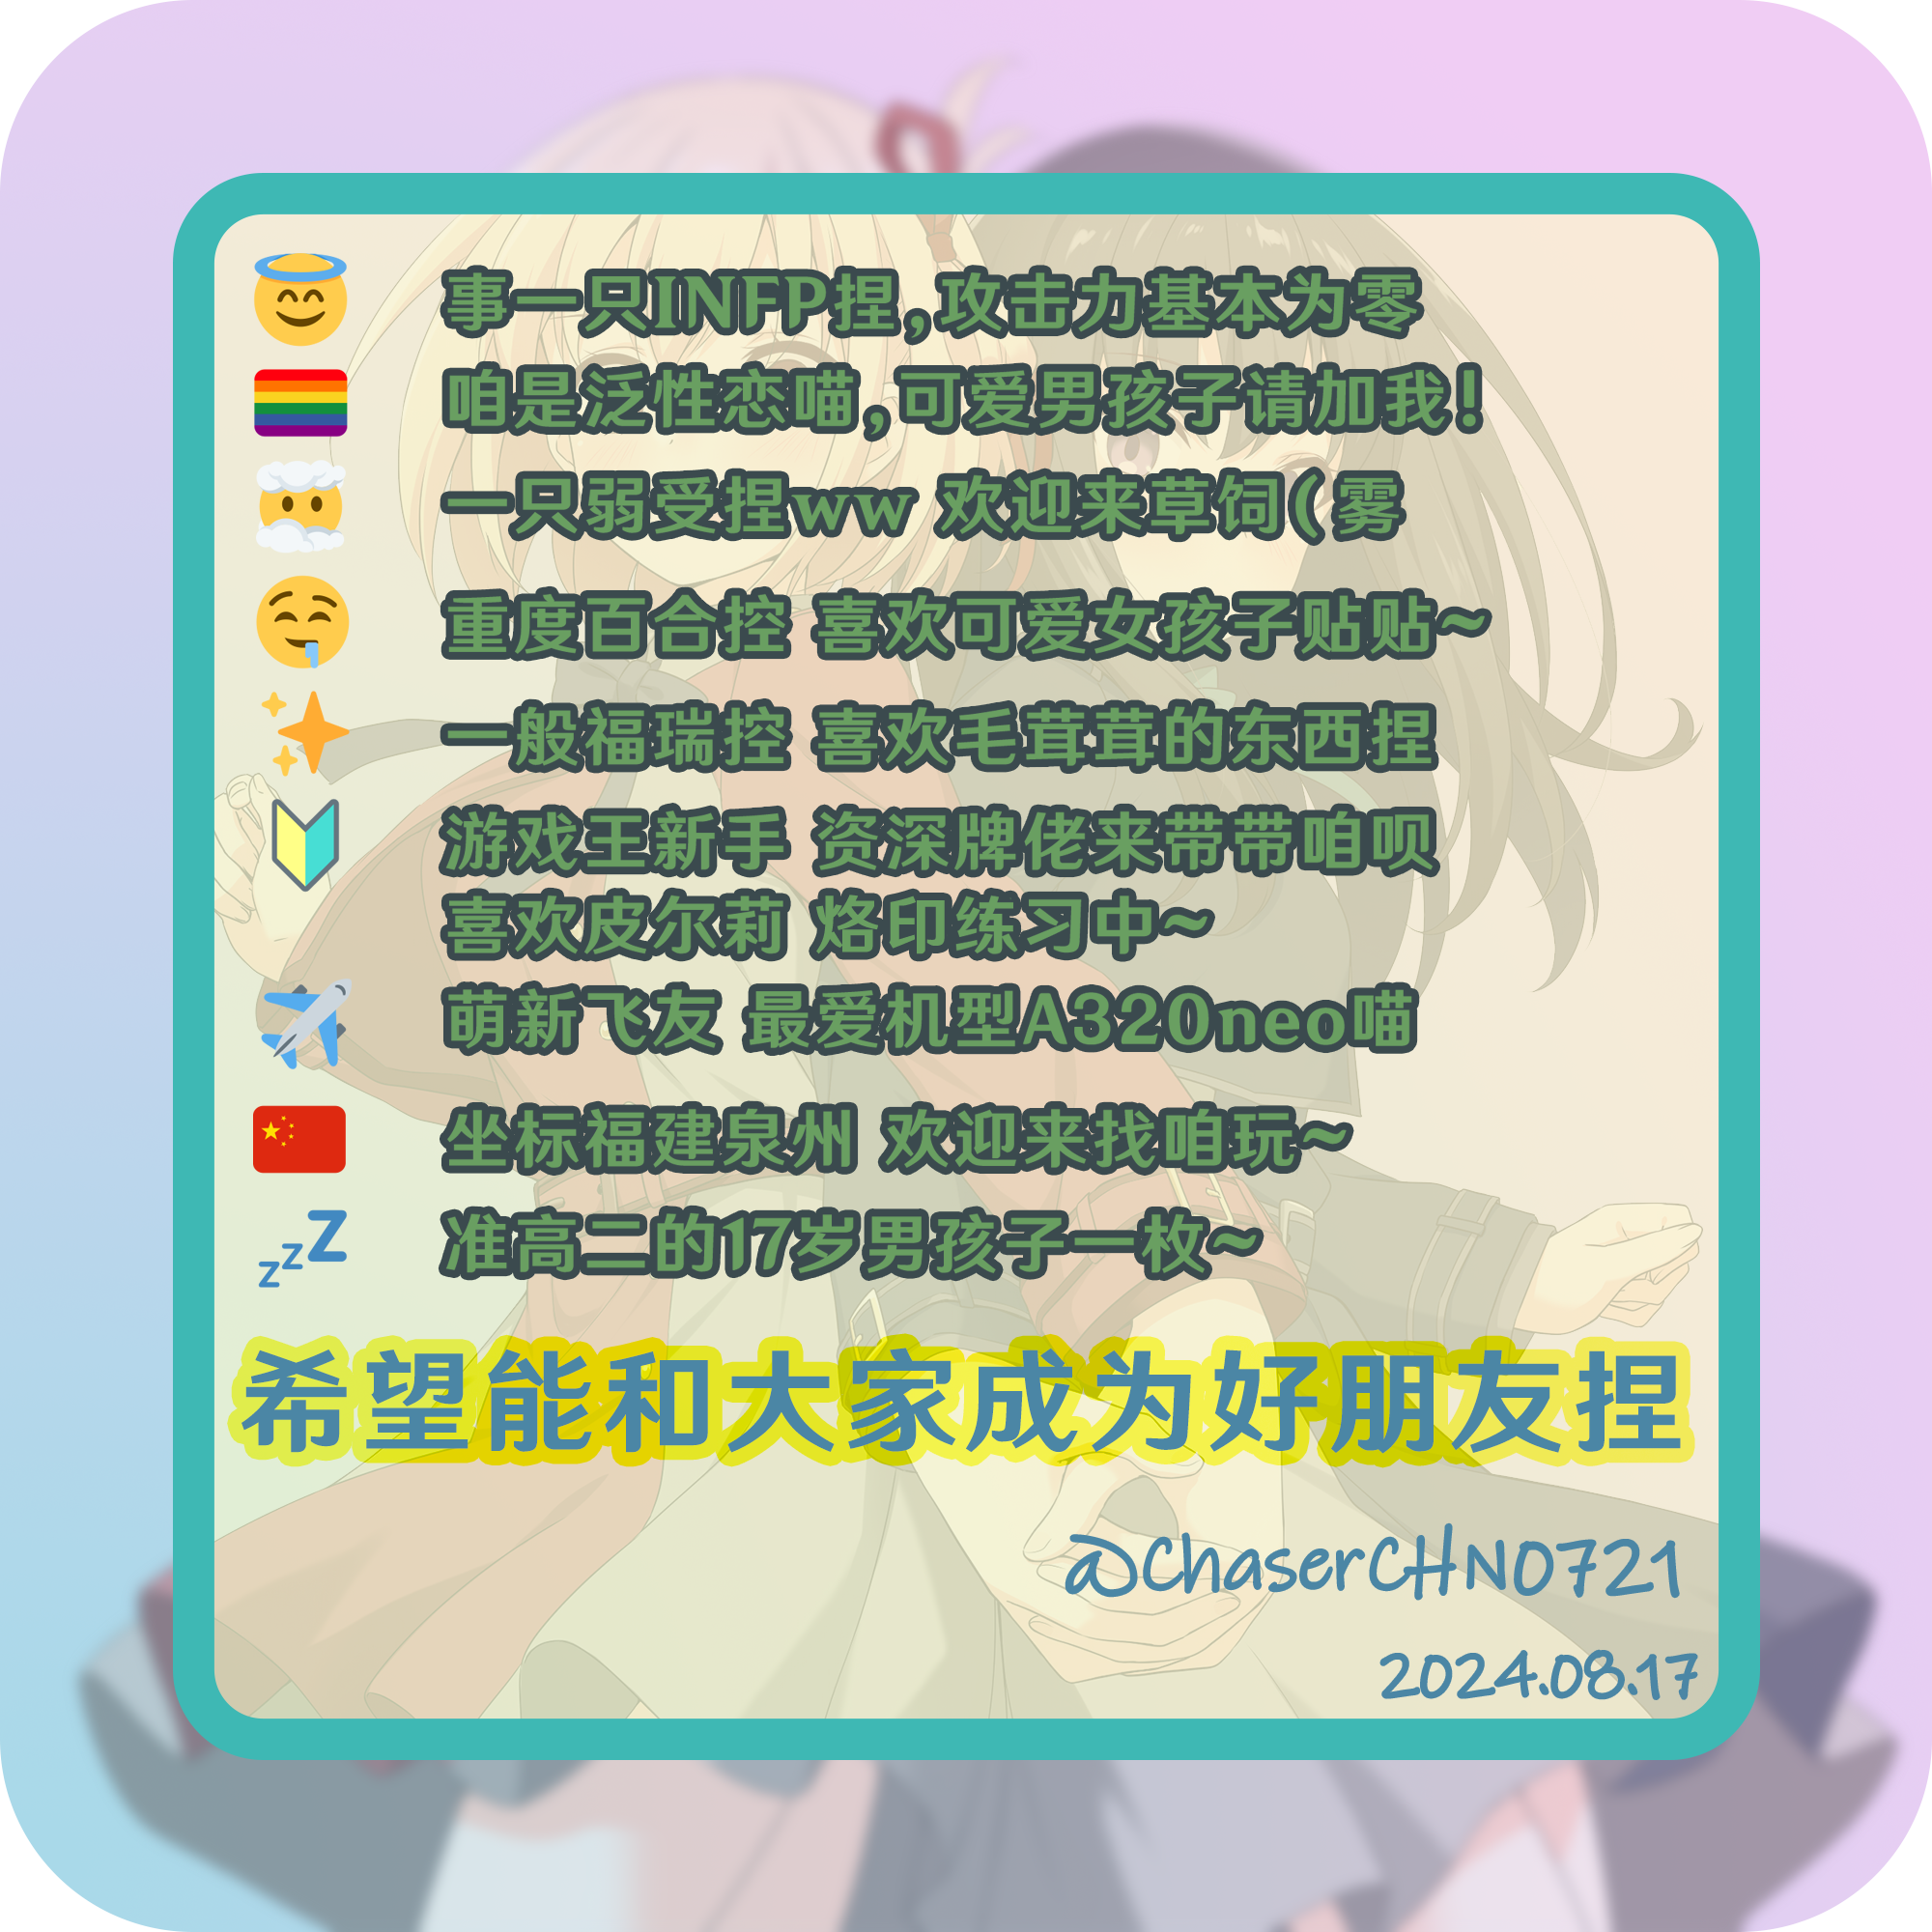 事一只INFP捏,攻击力基本为零
咱是泛性恋喵,可爱男孩子请加我!
一只弱受捏ww 欢迎来草饲(雾
重度百合控 喜欢可爱女孩子贴贴~
一般福瑞控 喜欢毛茸茸的东西捏
游戏王新手 资深牌佬来带带咱呗
喜欢皮尔莉 烙印练习中~
萌新飞友 最爱机型A320neo喵
坐标福建泉州 欢迎来找咱玩~
准高二的17岁男孩子一枚~
zzZ
希望能和大家成为好朋友捏
@ChaserCHN0721
2024.08.17